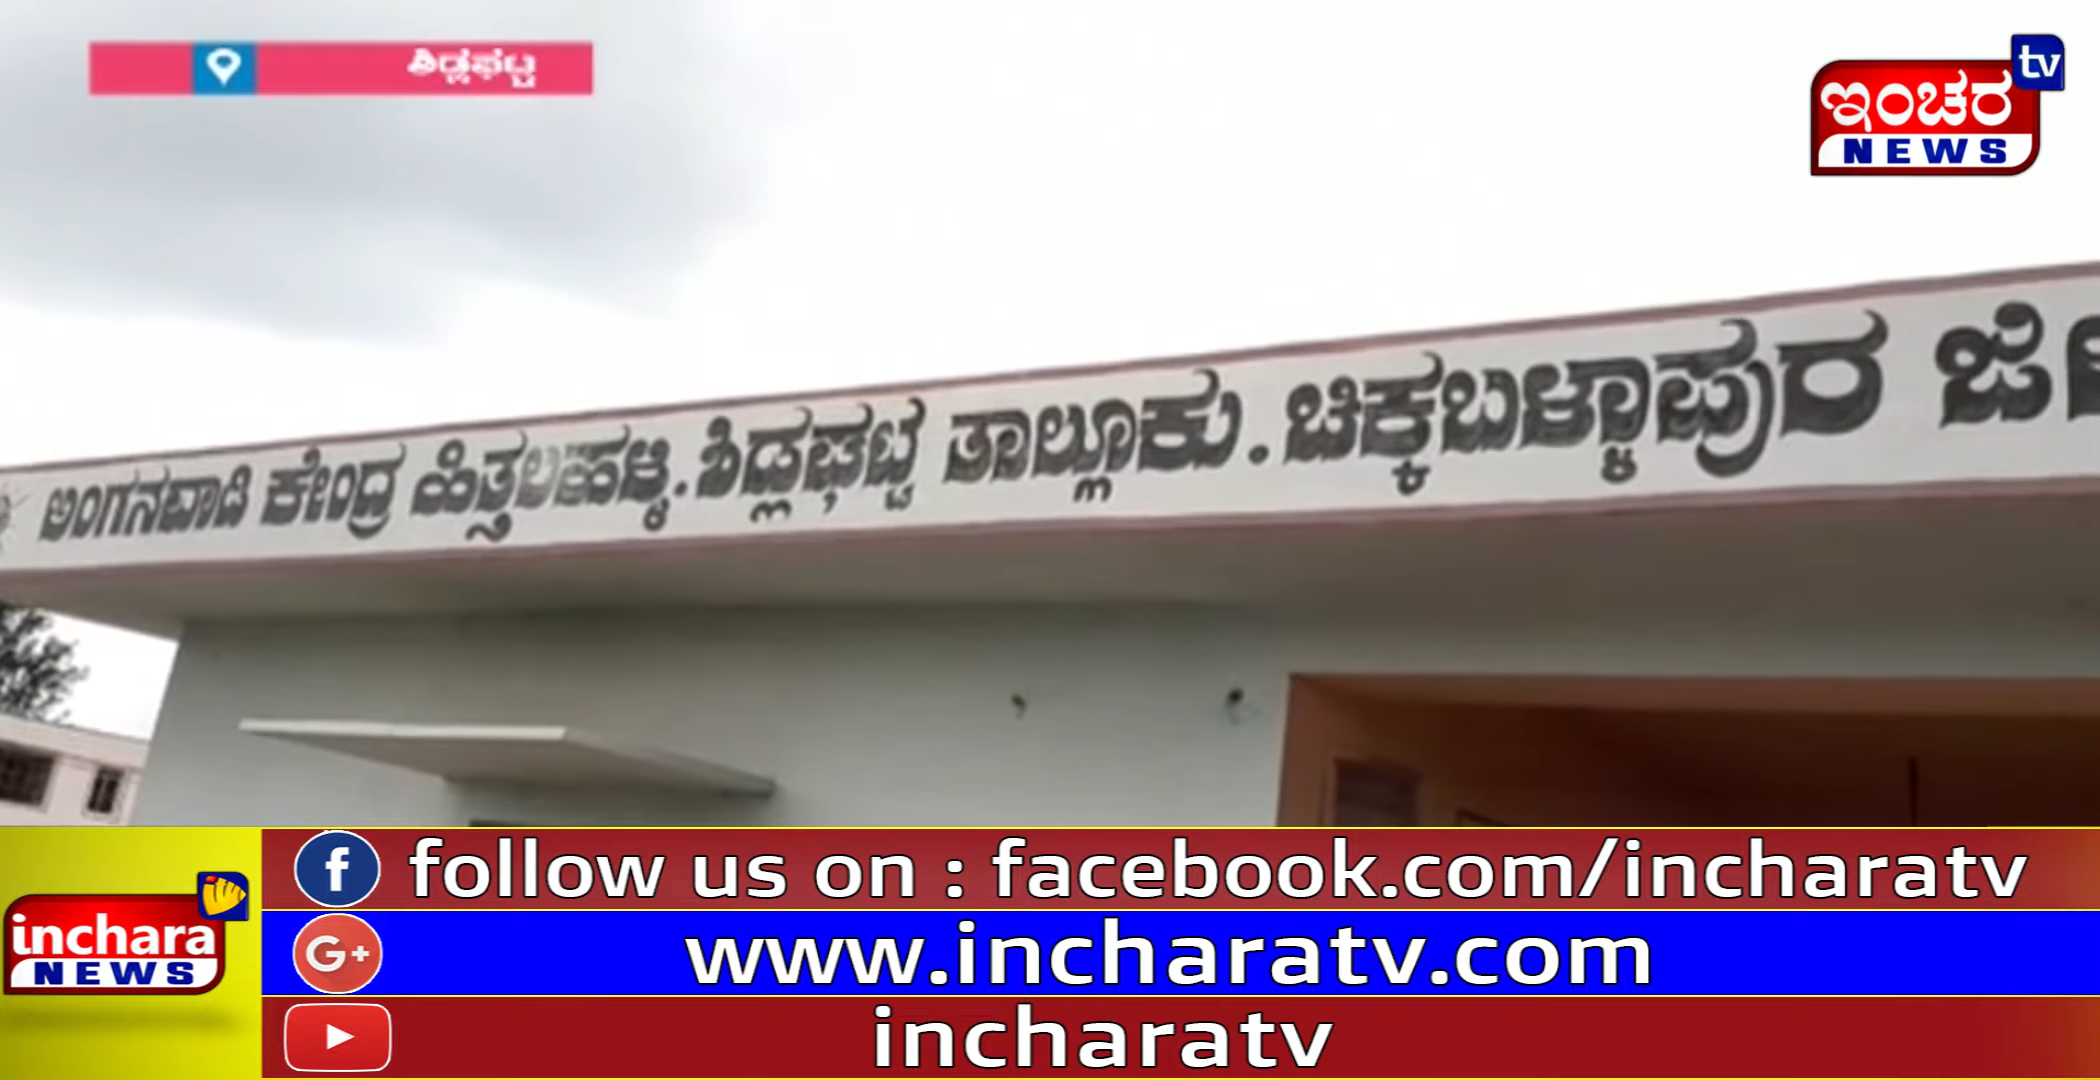 ಶಿಡ್ಲಘಟ್ಟ
ಇಂಚರ tv
NEWS
ಅಂಗನವಾಡಿ ಕೇಂದ್ರ ಹಿತ್ತಲಹಳ್ಳಿ. ಶಿಡ್ಲಘಟ್ಟ ತಾಲ್ಲೂಕು. ಚಿಕ್ಕಬಳ್ಳಾಪುರ
follow us on : facebook.com/incharatv
inchara
NEWS
G+ www.incharatv.com
incharatv